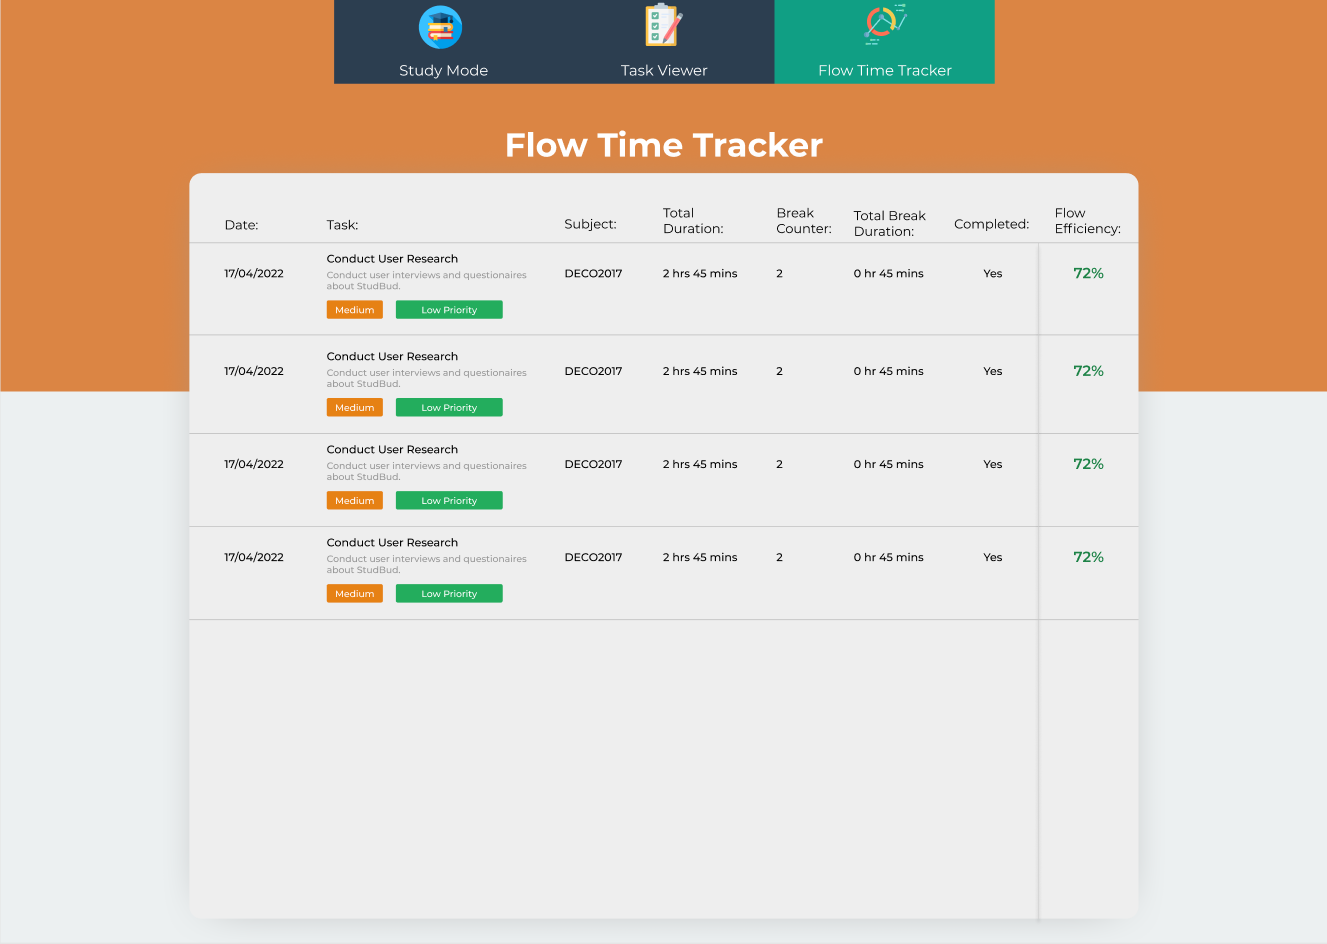 Study Mode
Task Viewer
Flow Time Tracker
Flow Time Tracker
Date:
Task:
Subject:
Total
Duration:
Break
Counter:
Total Break
Duration:
Completed:
Flow
Efficiency:
17/04/2022
Conduct User Research
Conduct user interviews and questionaires
about StudBud.
Medium
Low Priority
DECO2017
2 hrs 45 mins
2
0 hr 45 mins
Yes
72%
17/04/2022
Conduct User Research
Conduct user interviews and questionaires
about StudBud.
Medium
Low Priority
DECO2017
2 hrs 45 mins
2
0 hr 45 mins
Yes
72%
17/04/2022
Conduct User Research
Conduct user interviews and questionaires
about StudBud.
Medium
Low Priority
DECO2017
2 hrs 45 mins
2
0 hr 45 mins
Yes
72%
17/04/2022
Conduct User Research
Conduct user interviews and questionaires
about StudBud.
Medium
Low Priority
DECO2017
2 hrs 45 mins
2
0 hr 45 mins
Yes
72%